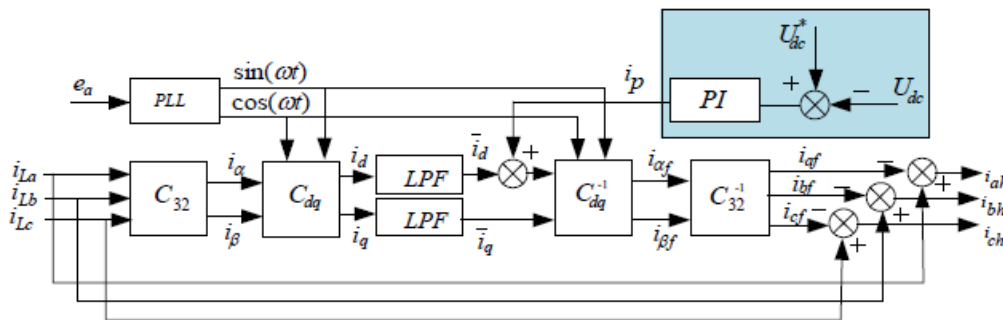 U*dc
+
−
Udc
PI
ip
sin(ωt)
ea
PLL
cos(ωt)
iLa
iLb
iLc
C32
iα
iβ
Cdq
id
iq
LPF
LPF
i̅d
i̅q
+
C-1dq
iαf
iβf
C-132
iaf
ibf
icf
−
−
−
+
+
+
iah
ibh
ich